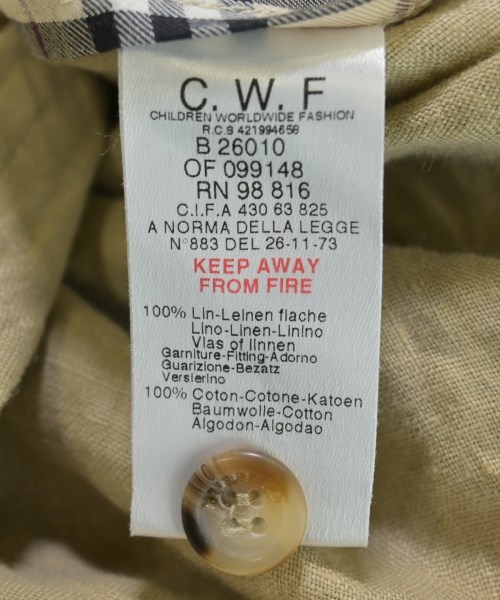 C. W. F
CHILDREN WORLDWIDE FASHION
R.C.S 421994658
B 26010
OF 099148
RN 98 816
C.I.F.A 430 63 825
A NORMA DELLA LEGGE
N°883 DEL 26-11-73
KEEP AWAY
FROM FIRE
100% Lin-Leinen flache
Lino-Linen-Linino
Vlas of linnen
Garniture-Fitting-Adorno
Guarizione-Bezatz
Versierino
100% Coton-Cotone-Katoen
Baumwolle-Cotton
Algodon-Algodao